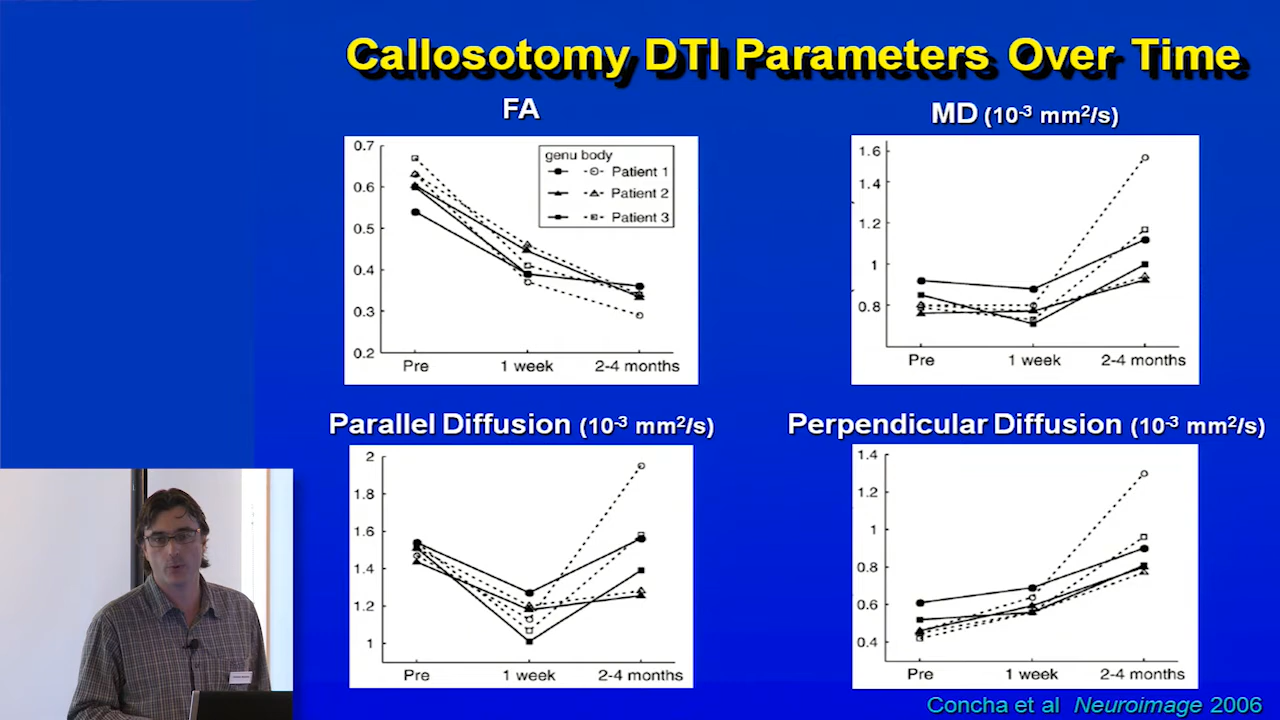 Callosotomy DTI Parameters Over Time
FA
0.7
0.6
0.5
0.4
0.3
0.2
genu body
Patient 1
Patient 2
Patient 3
Pre
1 week
2-4 months
MD (10-3 mm2/s)
1.6
1.4
1.2
1
0.8
Pre
1 week
2-4 months
Parallel Diffusion (10-3 mm2/s)
2
1.8
1.6
1.4
1.2
1
Pre
1 week
2-4 months
Perpendicular Diffusion (10-3 mm2/s)
1.4
1.2
1
0.8
0.6
0.4
Pre
1 week
2-4 months
Concha et al Neuroimage 2006